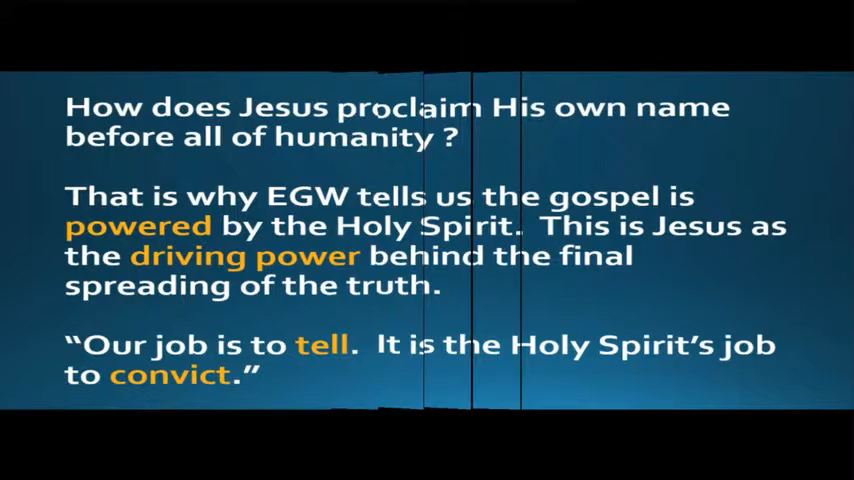 How does Jesus proclaim His own name
before all of humanity ?
That is why EGW tells us the gospel is
powered by the Holy Spirit. This is Jesus as
the driving power behind the final
spreading of the truth.
“Our job is to tell. It is the Holy Spirit’s job
to convict.”